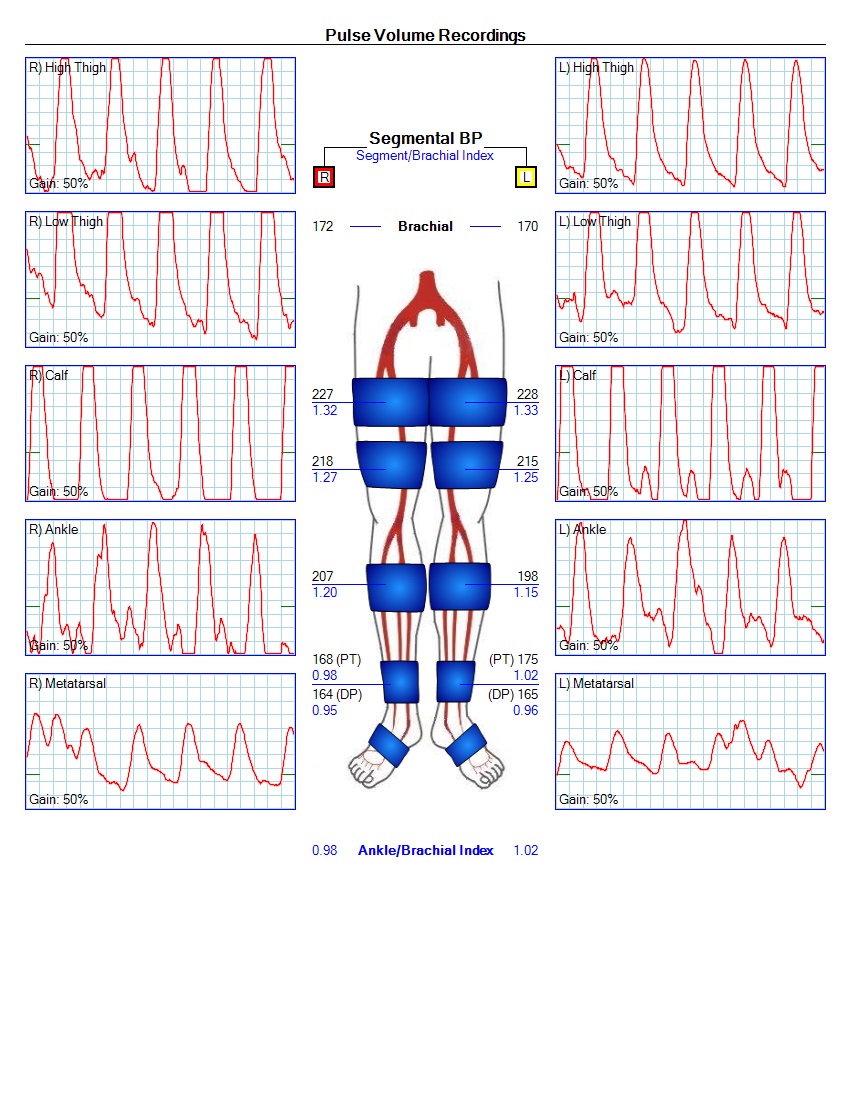 Pulse Volume Recordings
R) High Thigh
Gain: 50%
R) Low Thigh
Gain: 50%
R) Calf
Gain: 50%
R) Ankle
Gain: 50%
R) Metatarsal
Gain: 50%
Segmental BP
Segment/Brachial Index
R
L
172 Brachial 170
227 228
1.32 1.33
218 215
1.27 1.25
207 198
1.20 1.15
168 (PT) (PT) 175
0.98 1.02
164 (DP) (DP) 165
0.95 0.96
0.98 Ankle/Brachial Index 1.02
L) High Thigh
Gain: 50%
L) Low Thigh
Gain: 50%
L) Calf
Gain: 50%
L) Ankle
Gain: 50%
L) Metatarsal
Gain: 50%